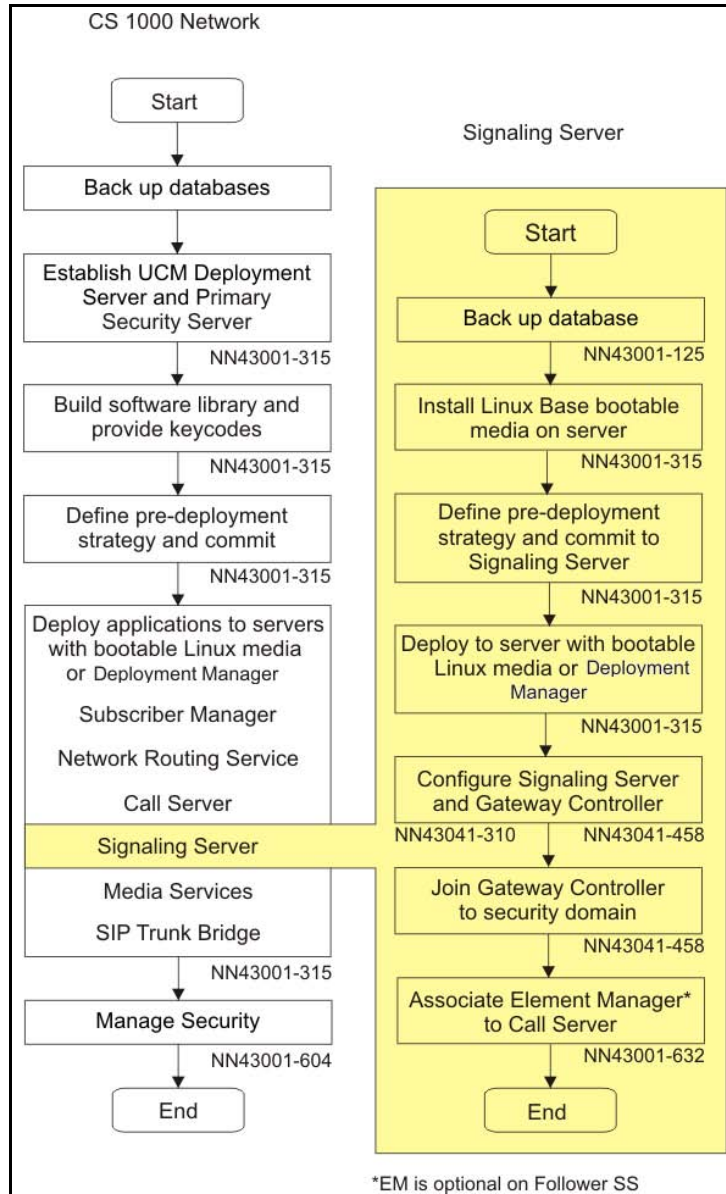 CS 1000 Network
Start
Back up databases
Establish UCM Deployment
Server and Primary
Security Server
NN43001-315
Build software library and
provide keycodes
NN43001-315
Define pre-deployment
strategy and commit
NN43001-315
Deploy applications to servers
with bootable Linux media
or Deployment Manager
Subscriber Manager
Network Routing Service
Call Server
Signaling Server
Media Services
SIP Trunk Bridge
NN43001-315
Manage Security
NN43001-604
End
Signaling Server
Start
Back up database
NN43001-125
Install Linux Base bootable
media on server
NN43001-315
Define pre-deployment
strategy and commit to
Signaling Server
NN43001-315
Deploy to server with bootable
Linux media or Deployment
Manager
NN43001-315
Configure Signaling Server
and Gateway Controller
NN43041-310 NN43041-458
Join Gateway Controller
to security domain
NN43041-458
Associate Element Manager*
to Call Server
NN43001-632
End
*EM is optional on Follower SS